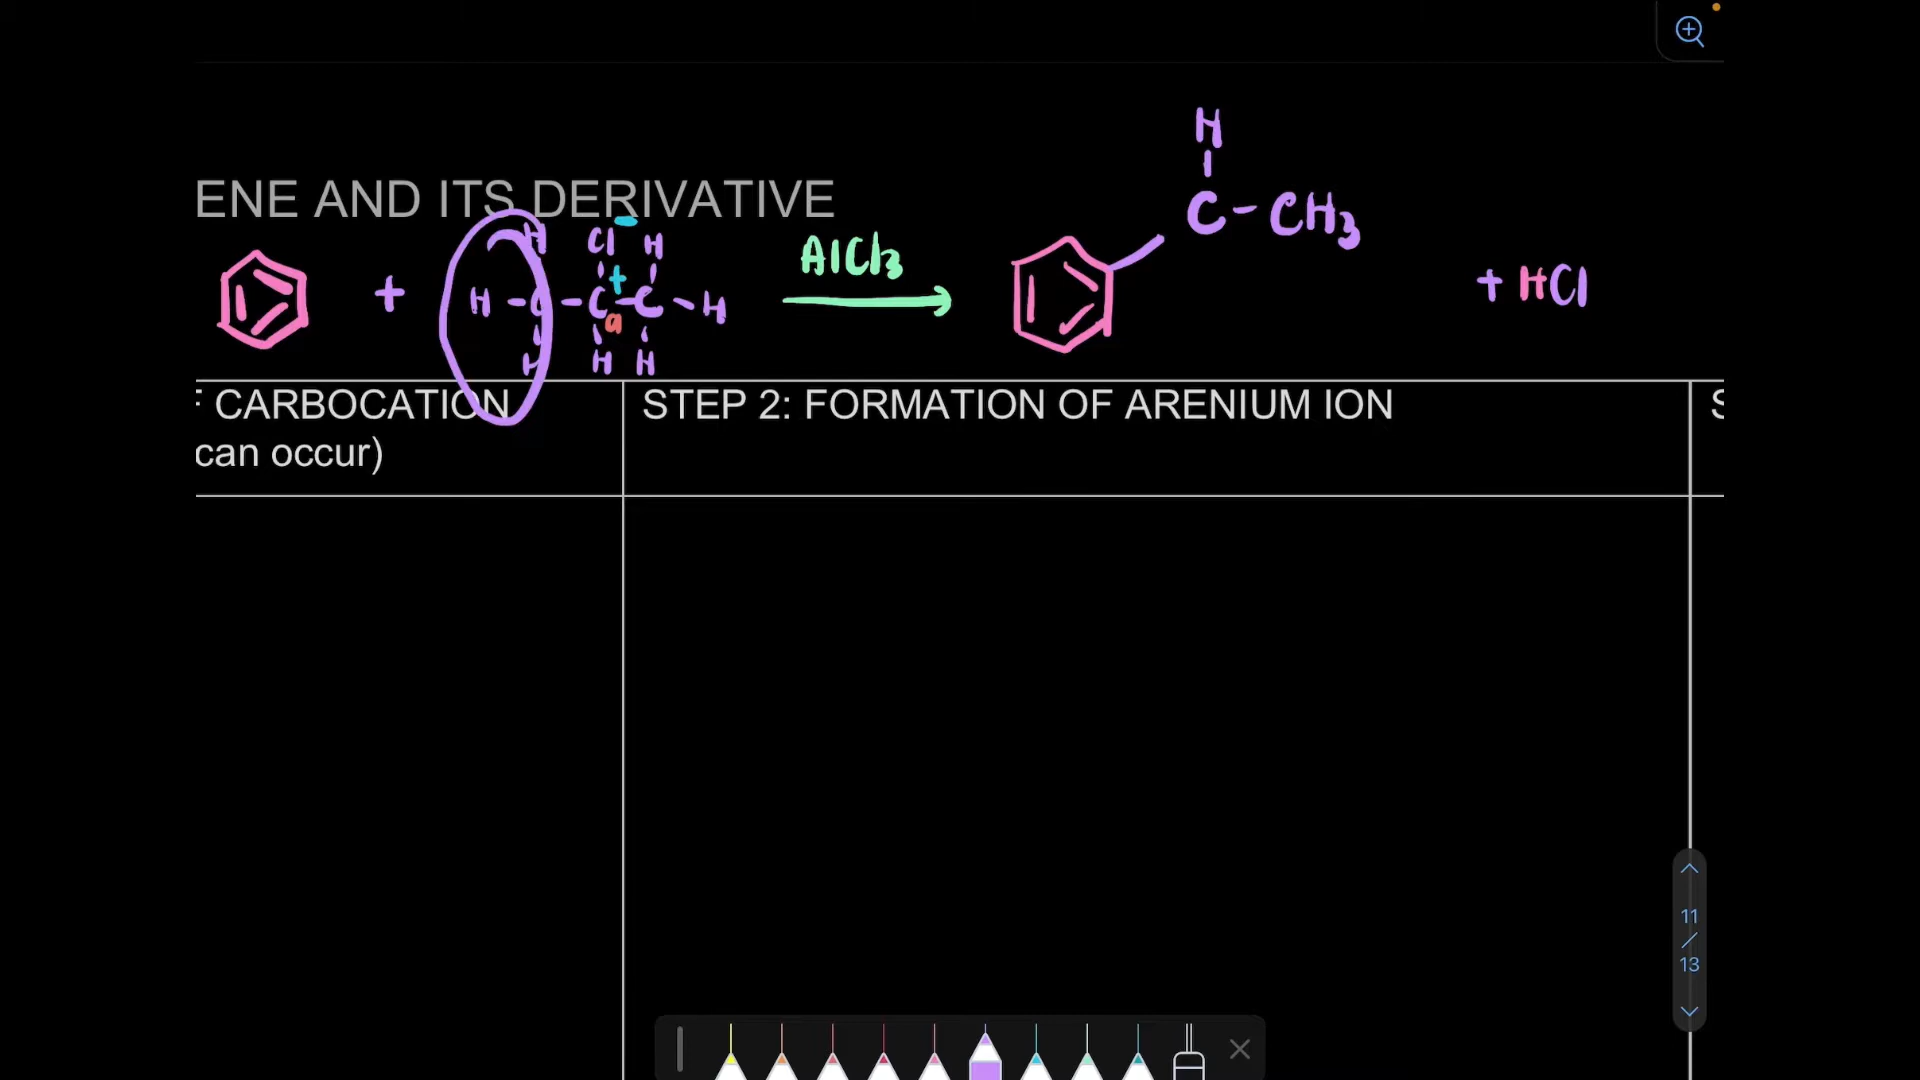 H
C - CH3
ENE AND ITS DERIVATIVE
H Cl - H
+ H - C - C + - C - H
a
H H H
AlCl3
+ HCl
CARBOCATION
can occur)
STEP 2: FORMATION OF ARENIUM ION
S
11
/
13